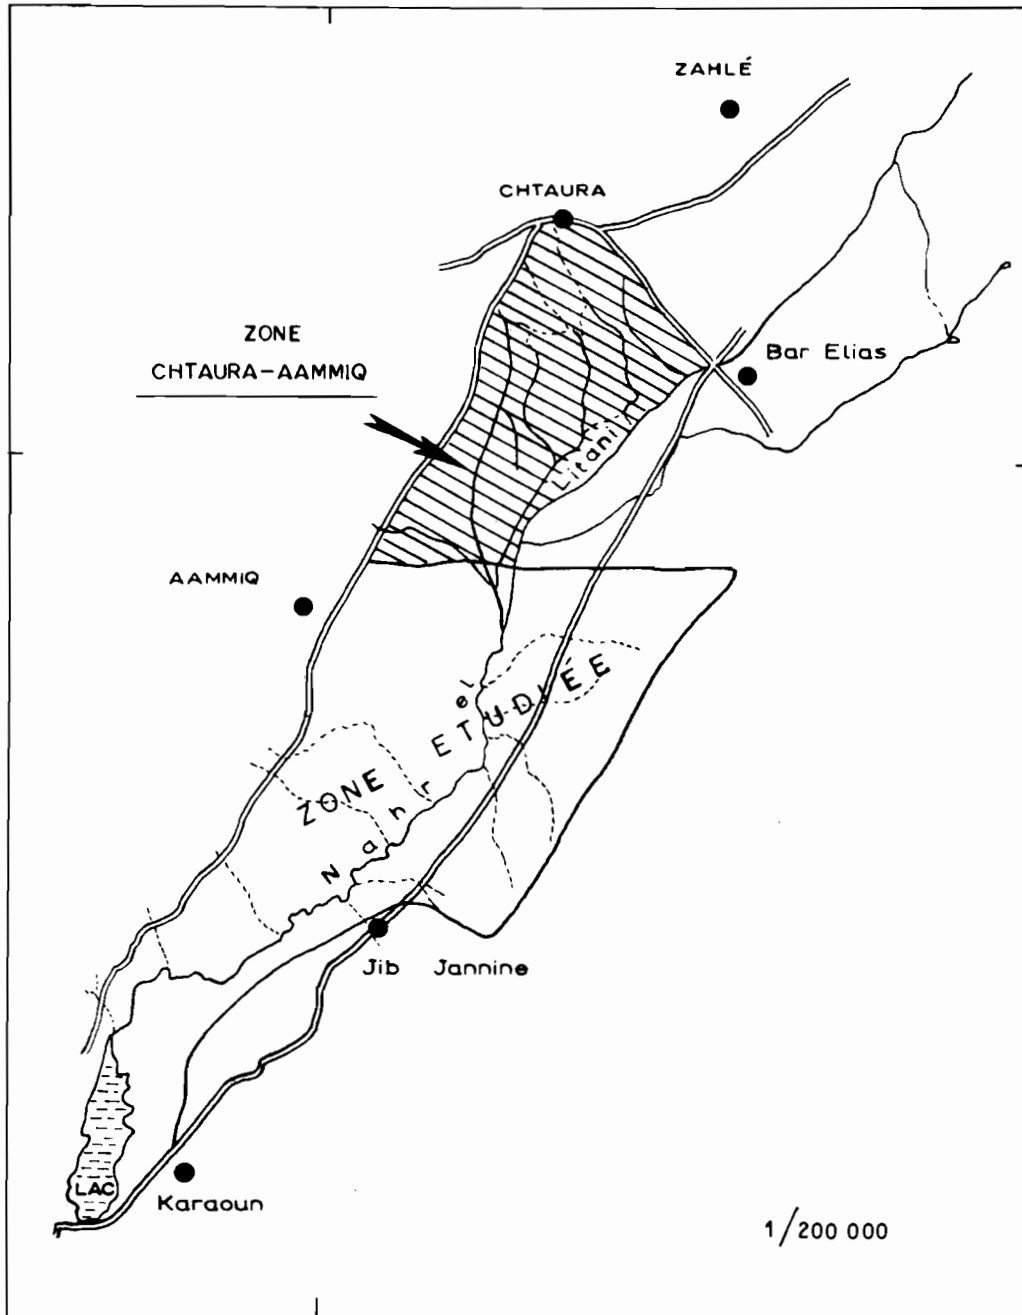 ZAHLÉ
CHTAURA
ZONE
CHTAURA-AAMMIQ
Bar Elias
Litani
AAMMIQ
el
ZONE ETUDIÉE
Nahr
Jib Jannine
LAC
Karaoun
1/200 000